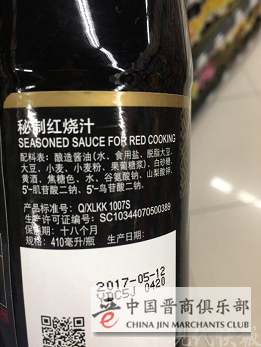 秘制红烧汁
SEASONED SAUCE FOR RED COOKING
配料表：酿造酱油(水、食用盐、脱脂大豆、
大豆、小麦、小麦粉、果葡糖浆)、白砂糖、
黄酒、水、焦糖色、水、谷氨酸钠、山梨酸钾、
5'-肌苷酸二钠、5'-鸟苷酸二钠。
产品标准号：Q/XLKK 1007S
生产许可证编号：SC10344070500389
保质期：十八个月
规格：410毫升/瓶 生产日期：
2017-05-12
0420
中国晋商俱乐部
CHINA JIN MARCHANTS CLUB